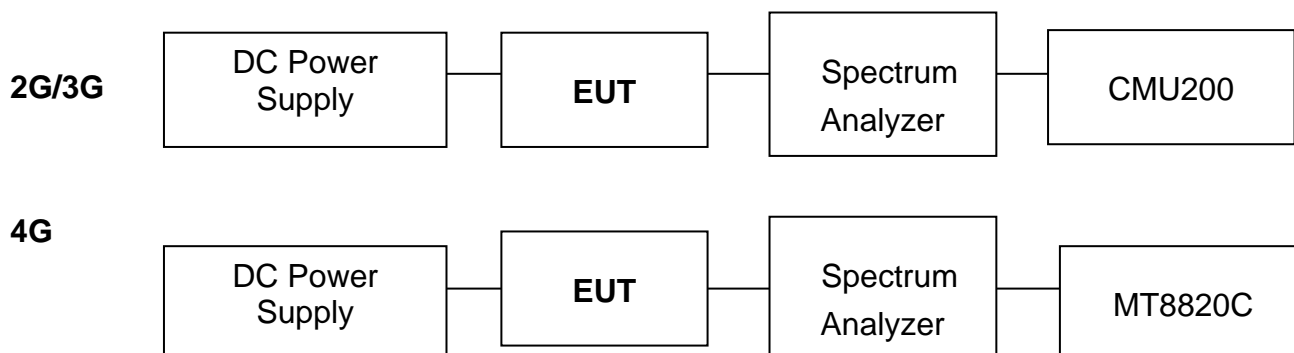 2G/3G
DC Power
Supply
EUT
Spectrum
Analyzer
CMU200
4G
DC Power
Supply
EUT
Spectrum
Analyzer
MT8820C